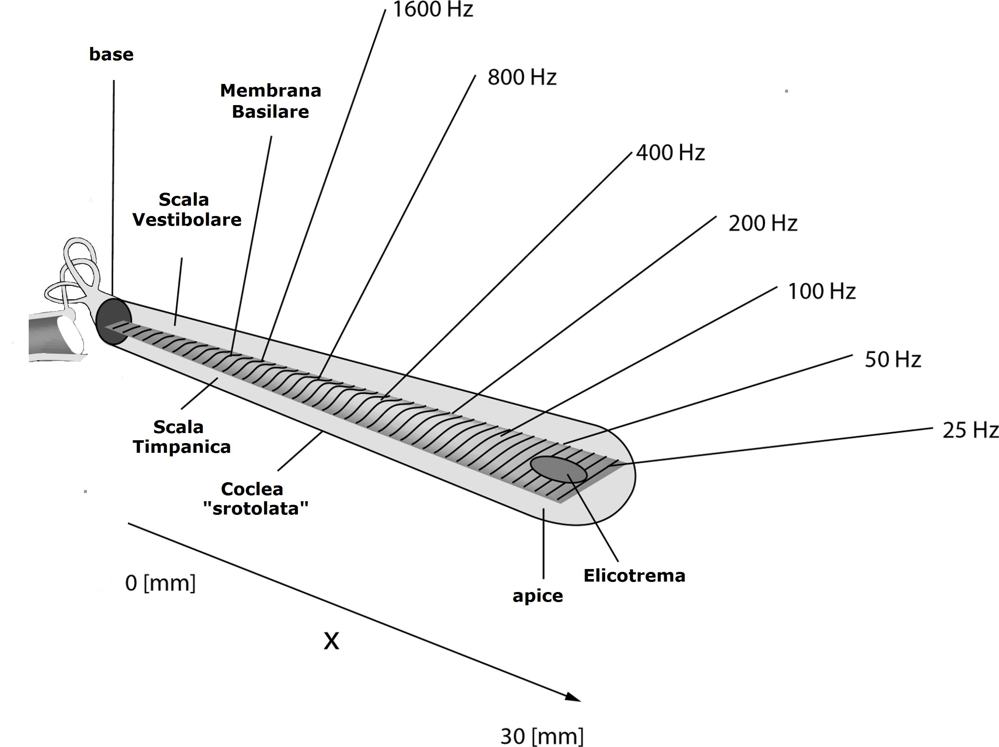 1600 Hz
base
800 Hz
Membrana
Basilare
400 Hz
Scala
Vestibolare
200 Hz
100 Hz
50 Hz
Scala
Timpanica
25 Hz
Coclea
"srotolata"
Elicotrema
0 [mm]
apice
X
30 [mm]